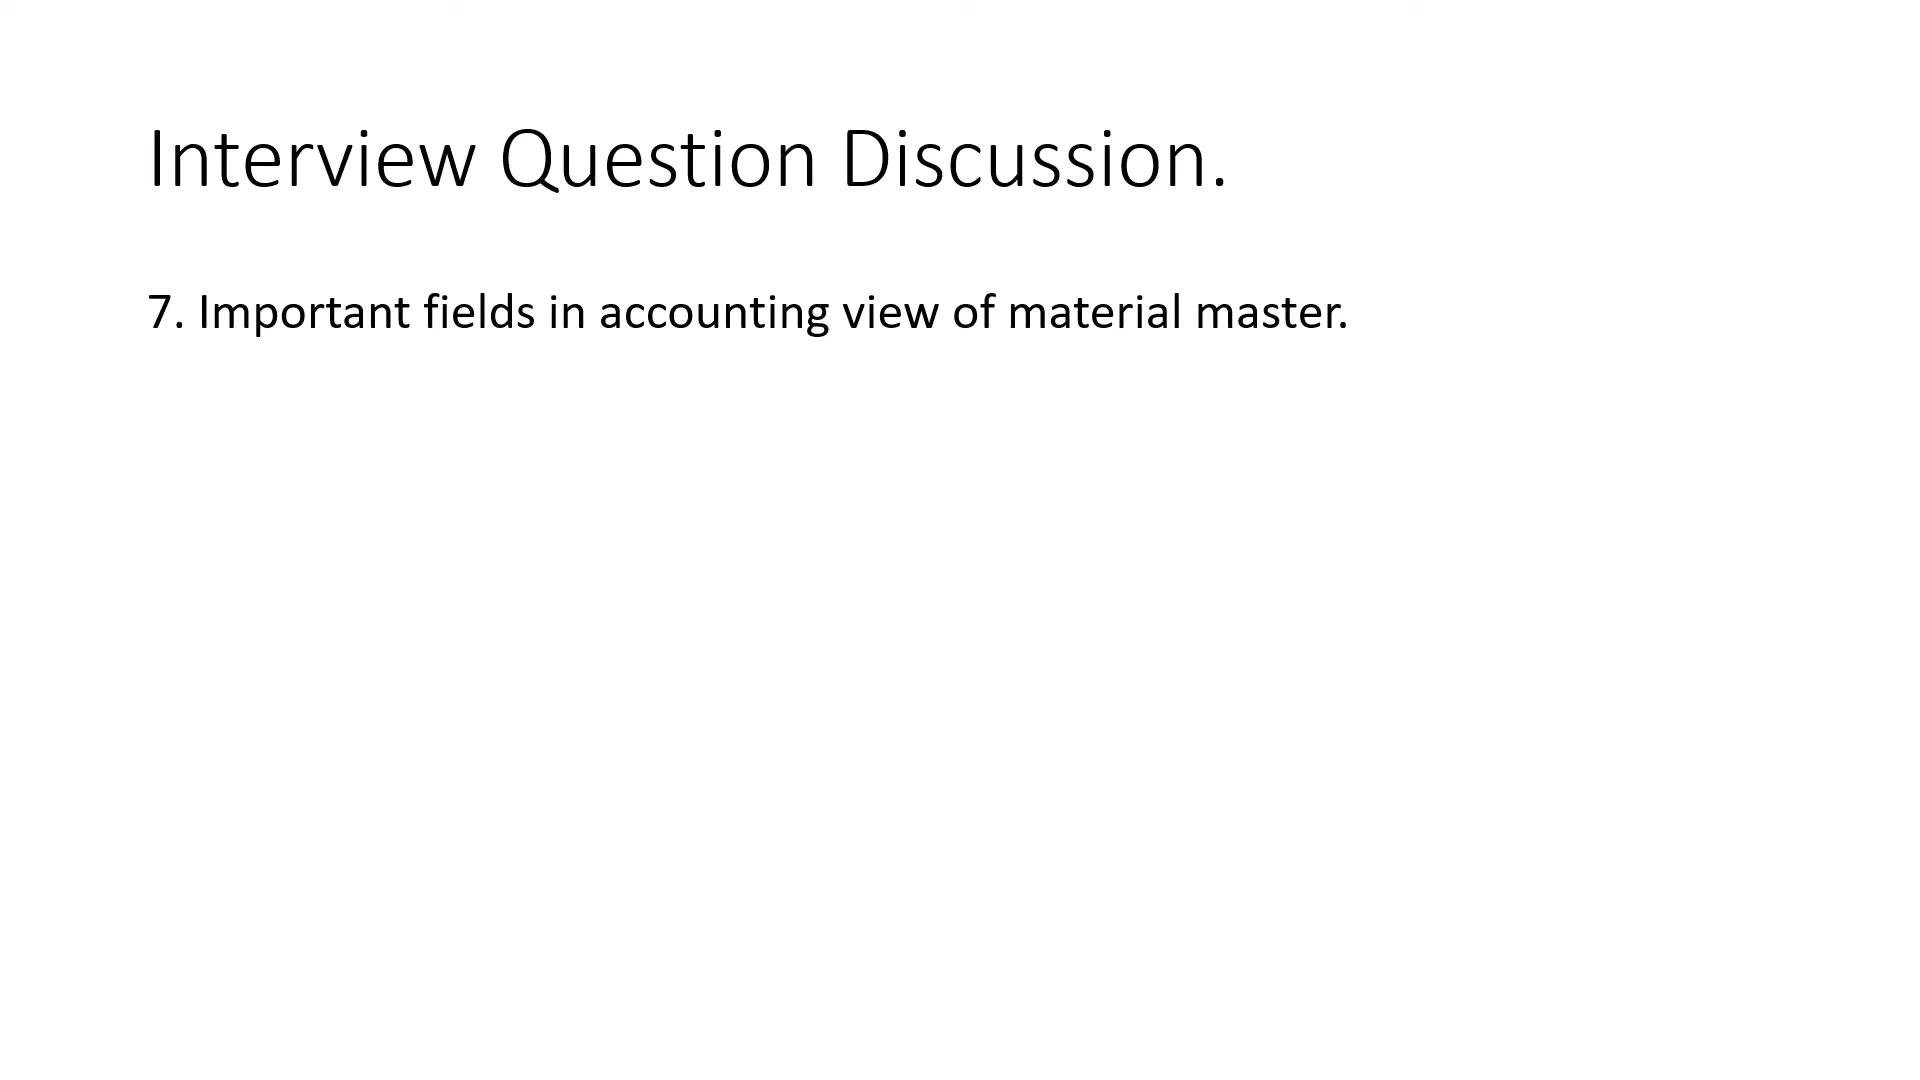 Interview Question Discussion.
7. Important fields in accounting view of material master.